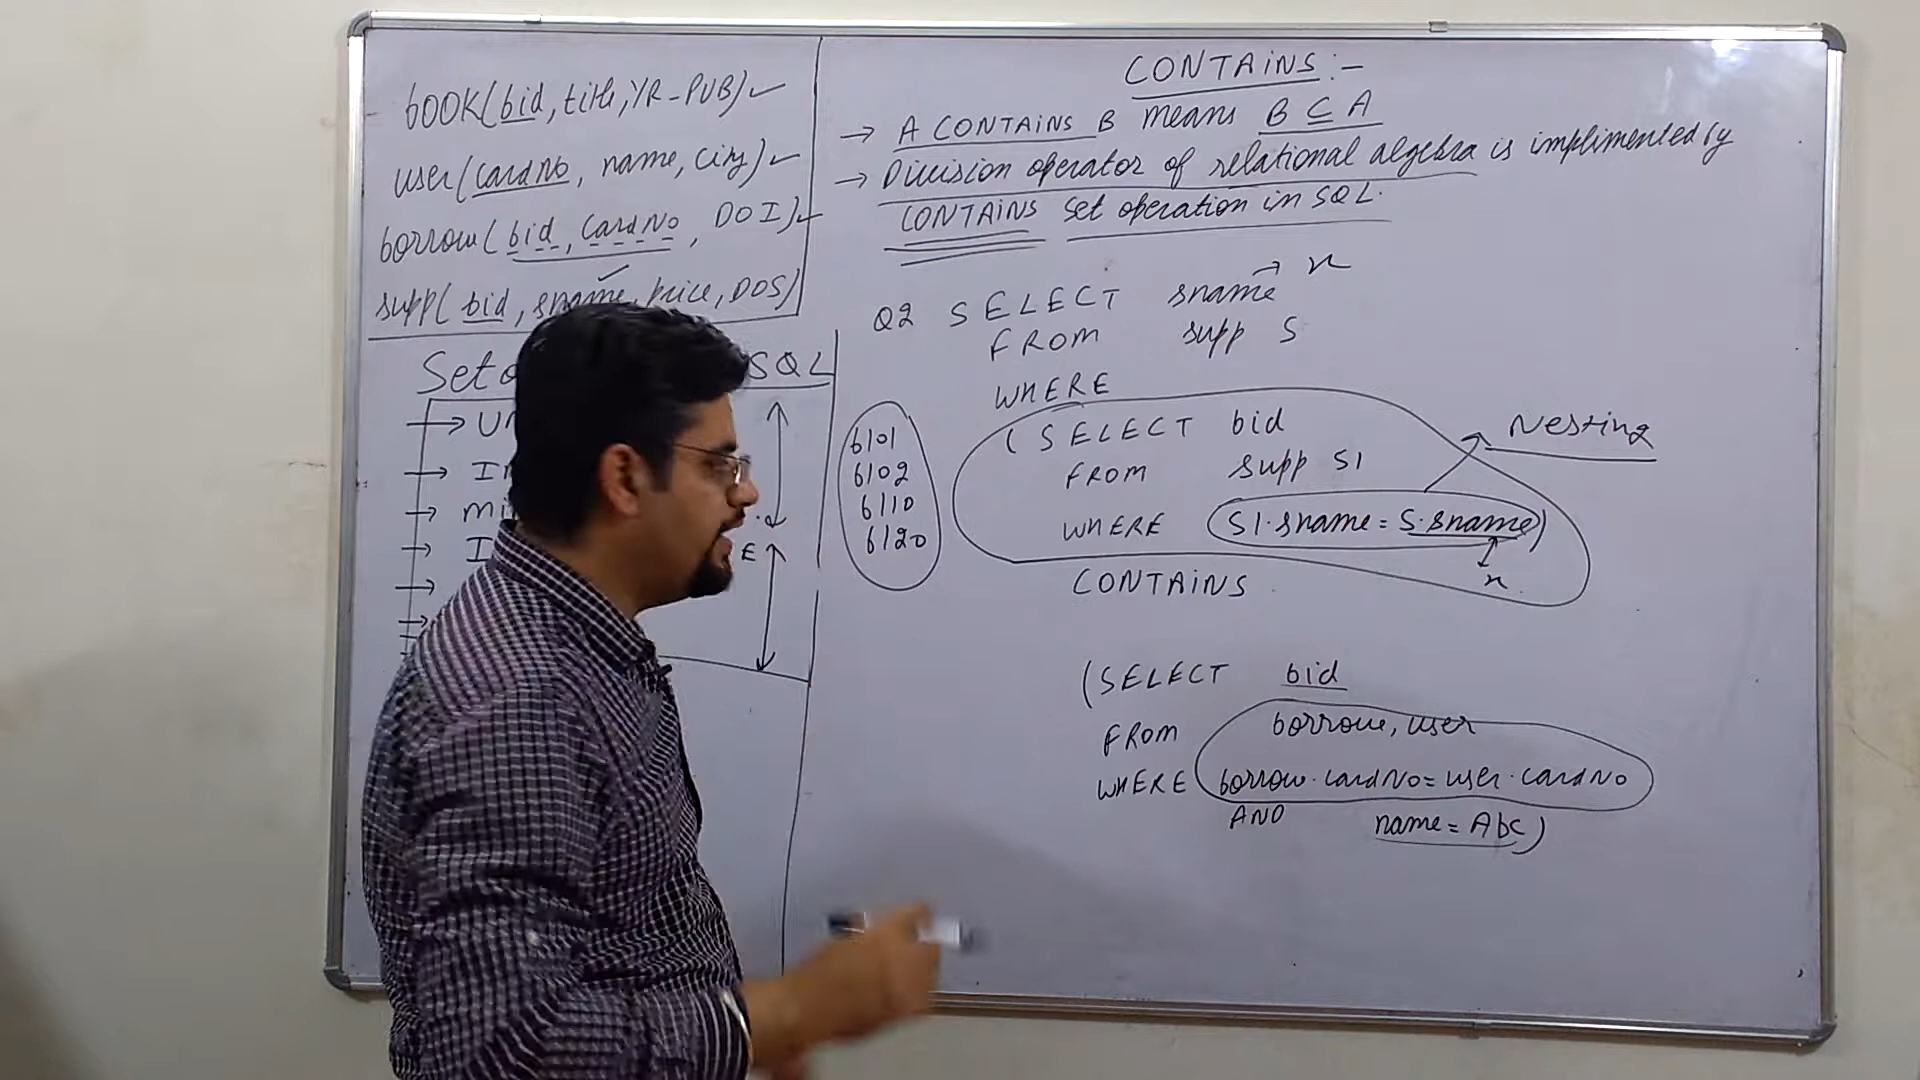 book(bid, title, YR-PUB)
user(cardNo, name, city)
borrow(bid, cardNo, DOI)
supp(bid, sname, price, DOS)
SQL
E
CONTAINS:-
→ A CONTAINS B means B ⊆ A
→ Division operator of relational algebra is implimented by
CONTAINS set operation in SQL.
Q2 SELECT sname → x
FROM supp S
WHERE
(SELECT bid
FROM supp S1
WHERE S1.sname = S.sname)
x
Nesting
b101
b102
b110
b120
CONTAINS
(SELECT bid
FROM borrow, user
WHERE borrow.cardNo = user.cardNo
AND name = Abc)